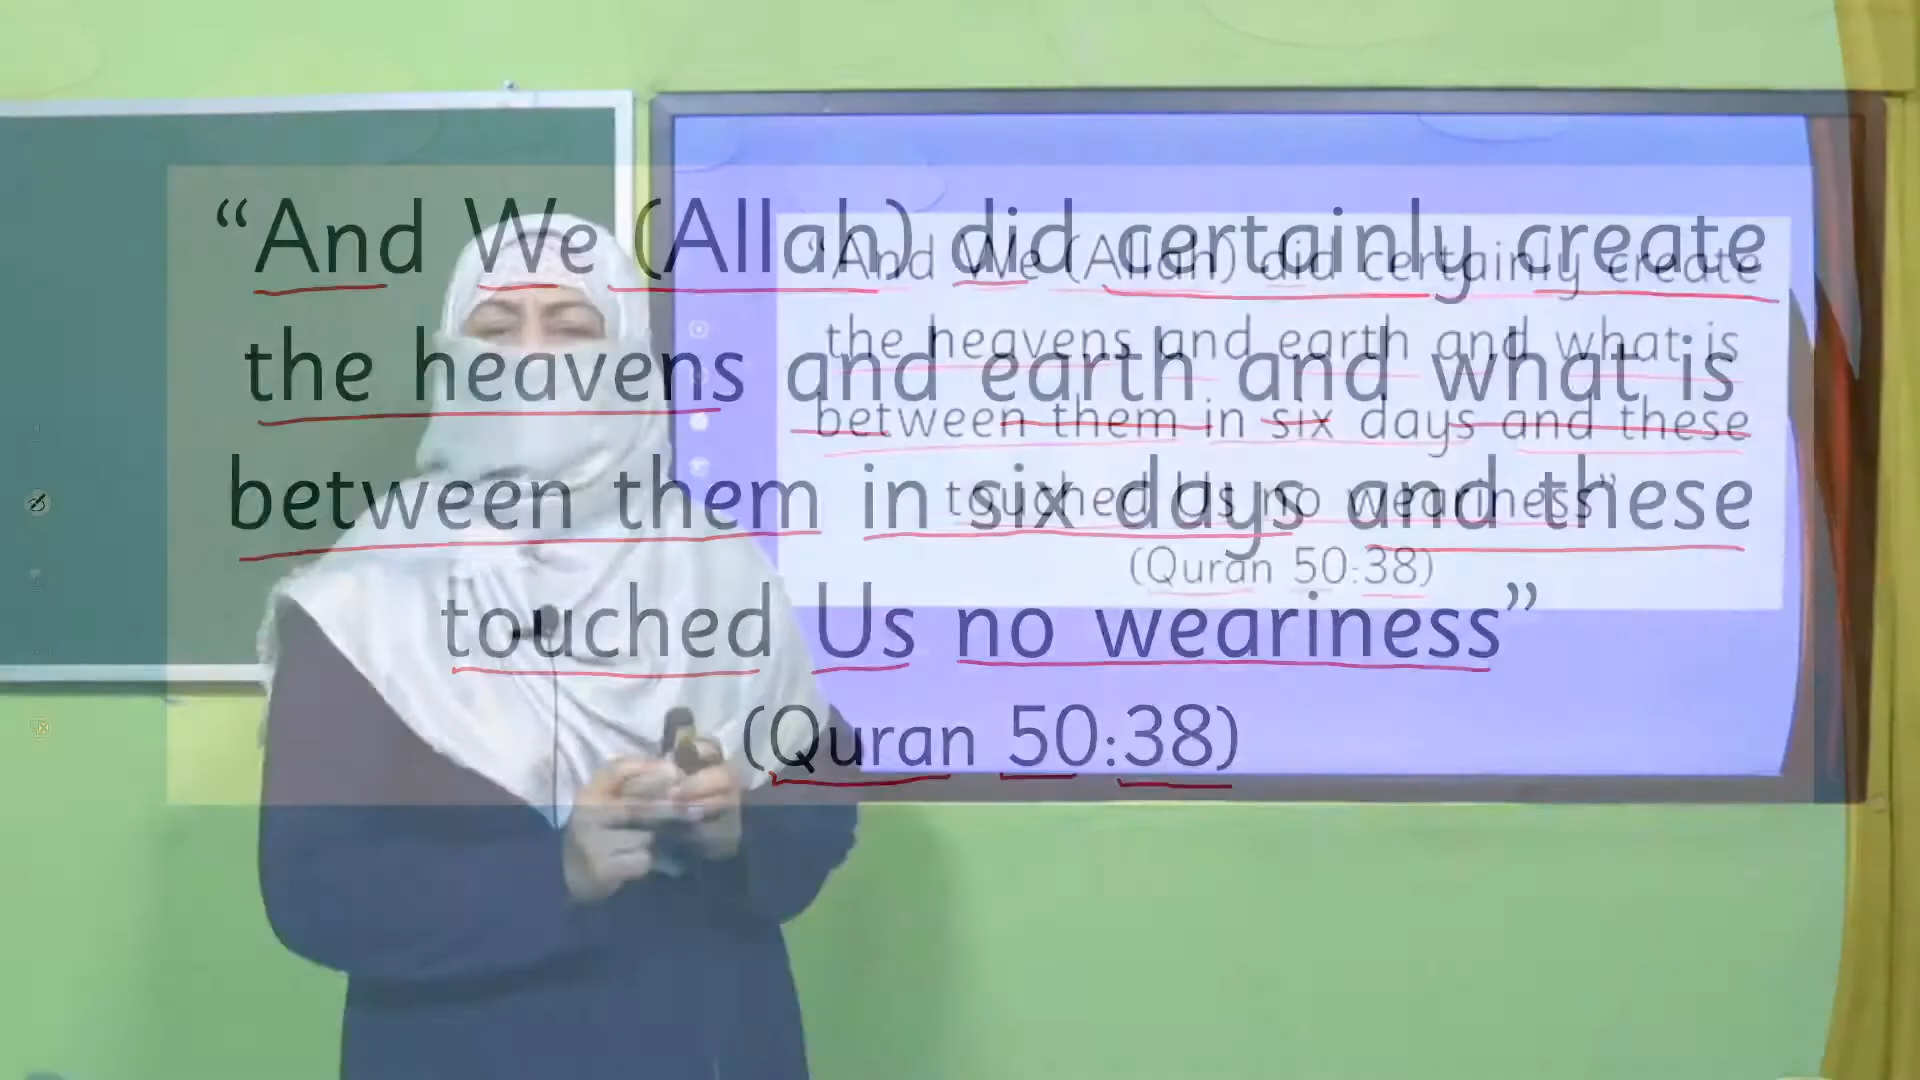 “And We (Allah) did certainly create
the heavens and earth and what is
between them in six days and these
touched Us no weariness”
(Quran 50:38)
“And We (Allah) did certainly create
the heavens and earth and what is
between them in six days and these
touched Us no weariness”
(Quran 50:38)